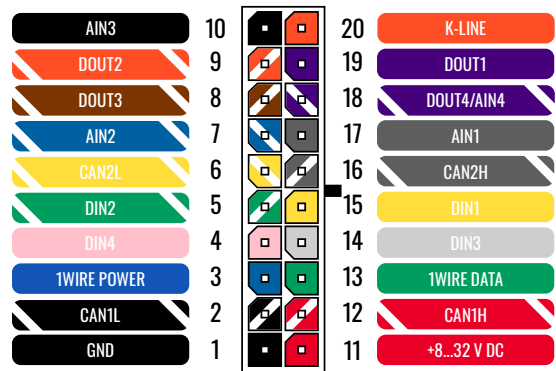 AIN3 10 20 K-LINE
DOUT2 9 19 DOUT1
DOUT3 8 18 DOUT4/AIN4
AIN2 7 17 AIN1
CAN2L 6 16 CAN2H
DIN2 5 15 DIN1
DIN4 4 14 DIN3
1WIRE POWER 3 13 1WIRE DATA
CAN1L 2 12 CAN1H
GND 1 11 +8...32 V DC